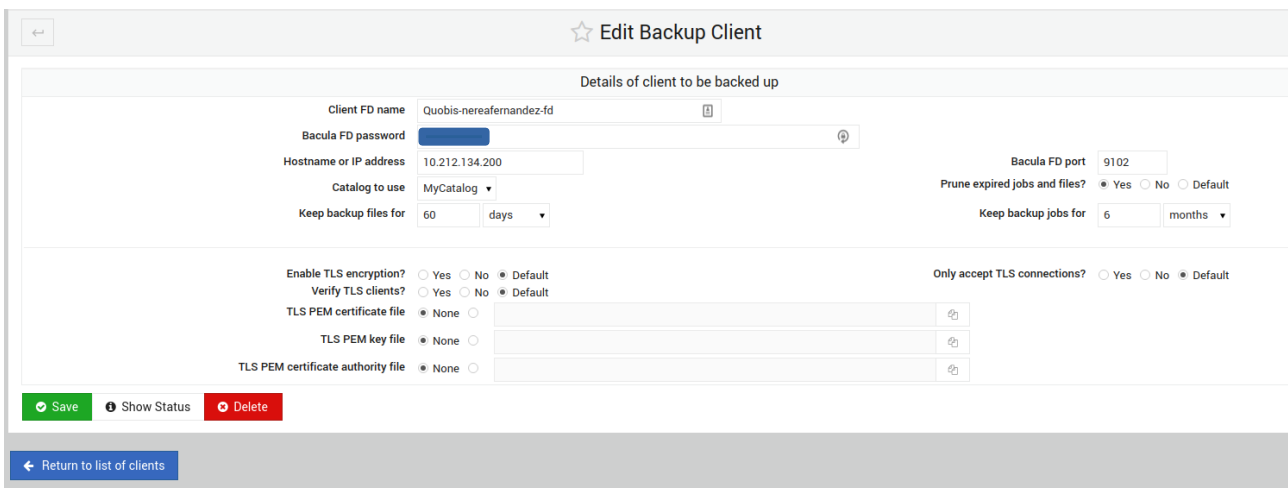 Edit Backup Client
Details of client to be backed up
Client FD name Quobis-nereafernandez-fd
Bacula FD password
Hostname or IP address 10.212.134.200 Bacula FD port 9102
Catalog to use MyCatalog Prune expired jobs and files? Yes No Default
Keep backup files for 60 days Keep backup jobs for 6 months
Enable TLS encryption? Yes No Default Only accept TLS connections? Yes No Default
Verify TLS clients? Yes No Default
TLS PEM certificate file None
TLS PEM key file None
TLS PEM certificate authority file None
Save Show Status Delete
Return to list of clients